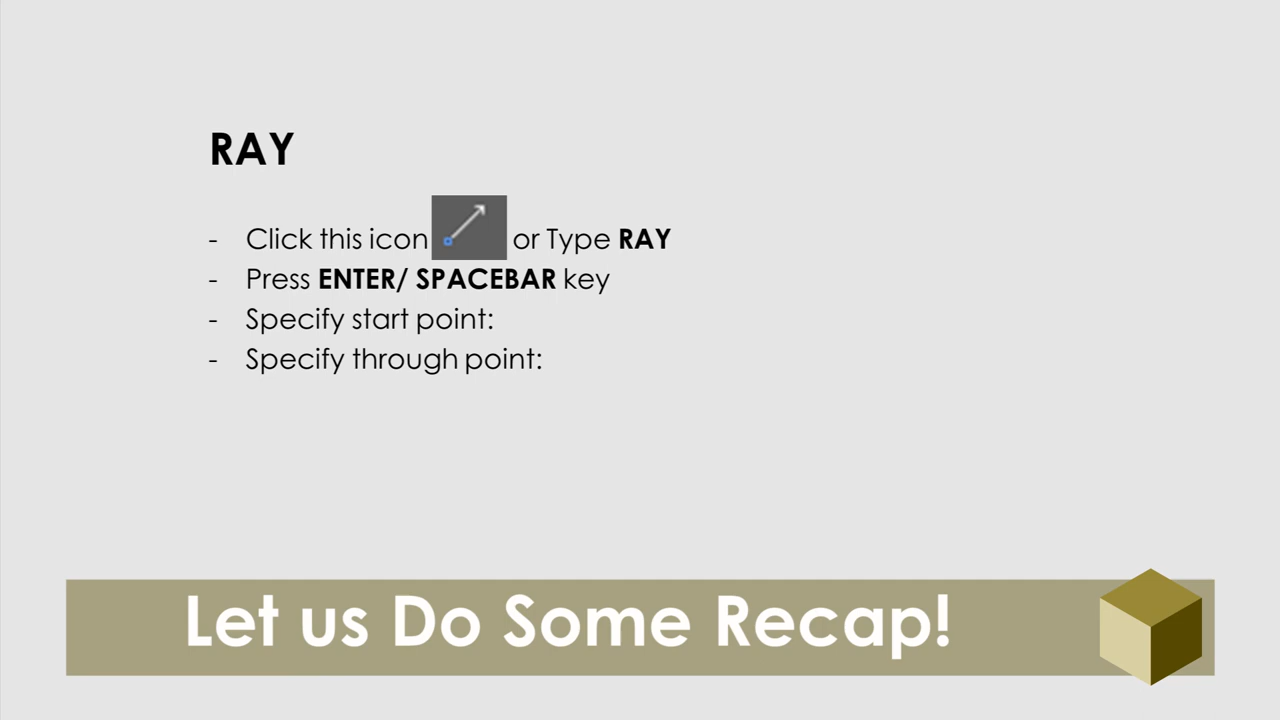 RAY
- Click this icon or Type RAY
- Press ENTER/ SPACEBAR key
- Specify start point:
- Specify through point:
Let us Do Some Recap!